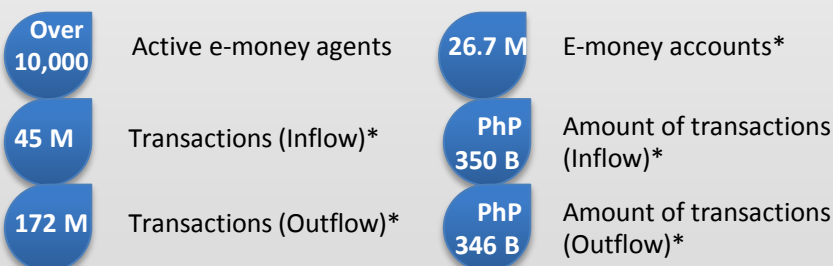 Over
10,000
Active e-money agents
26.7 M
E-money accounts*
45 M
Transactions (Inflow)*
PhP
350 B
Amount of transactions
(Inflow)*
172 M
Transactions (Outflow)*
PhP
346 B
Amount of transactions
(Outflow)*